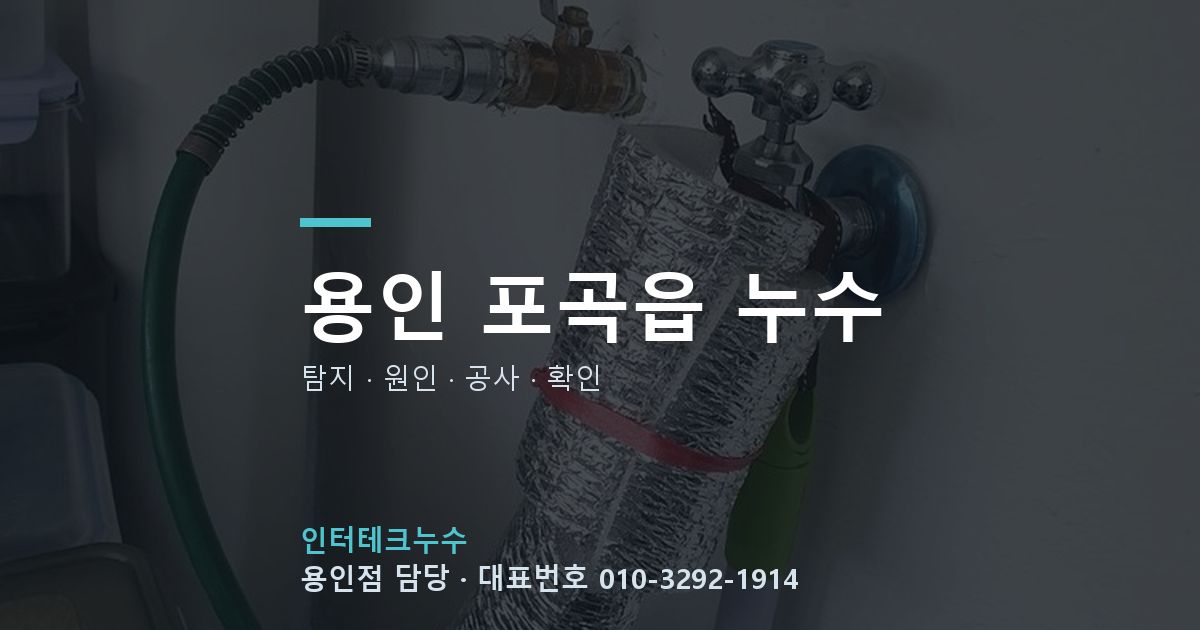 용인 포곡읍 누수
탐지 · 원인 · 공사 · 확인
인터테크누수
용인점 담당 · 대표번호 010-3292-1914